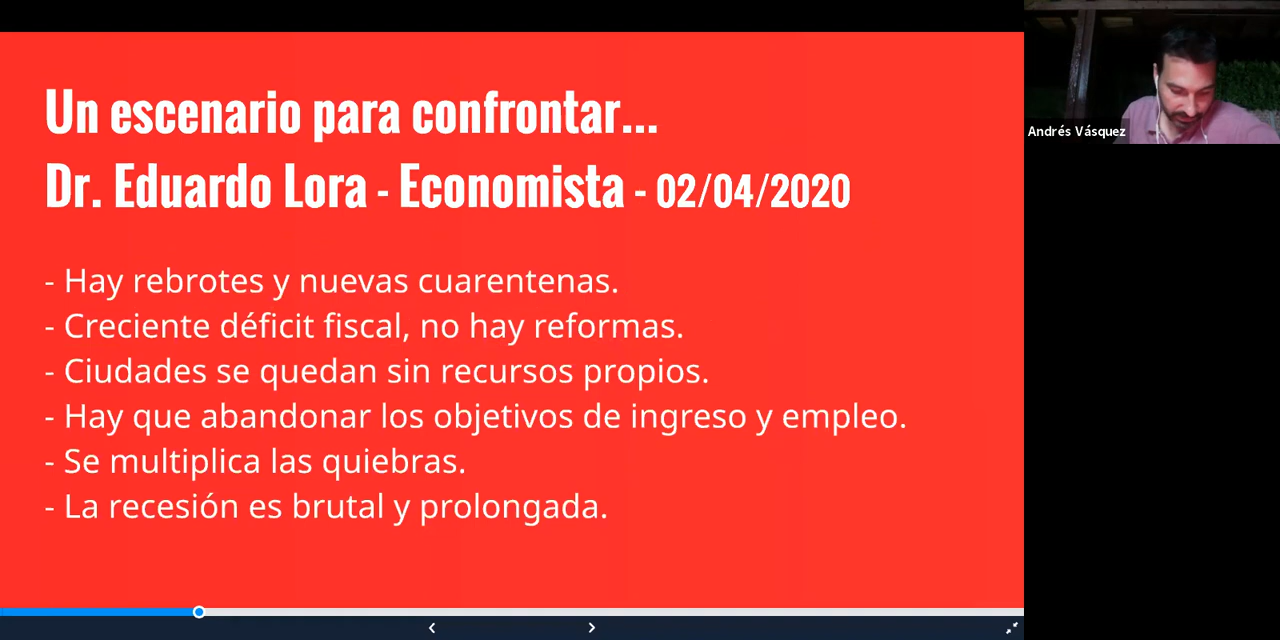 Un escenario para confrontar...
Dr. Eduardo Lora - Economista - 02/04/2020
- Hay rebrotes y nuevas cuarentenas.
- Creciente déficit fiscal, no hay reformas.
- Ciudades se quedan sin recursos propios.
- Hay que abandonar los objetivos de ingreso y empleo.
- Se multiplica las quiebras.
- La recesión es brutal y prolongada.
Andrés Vásquez